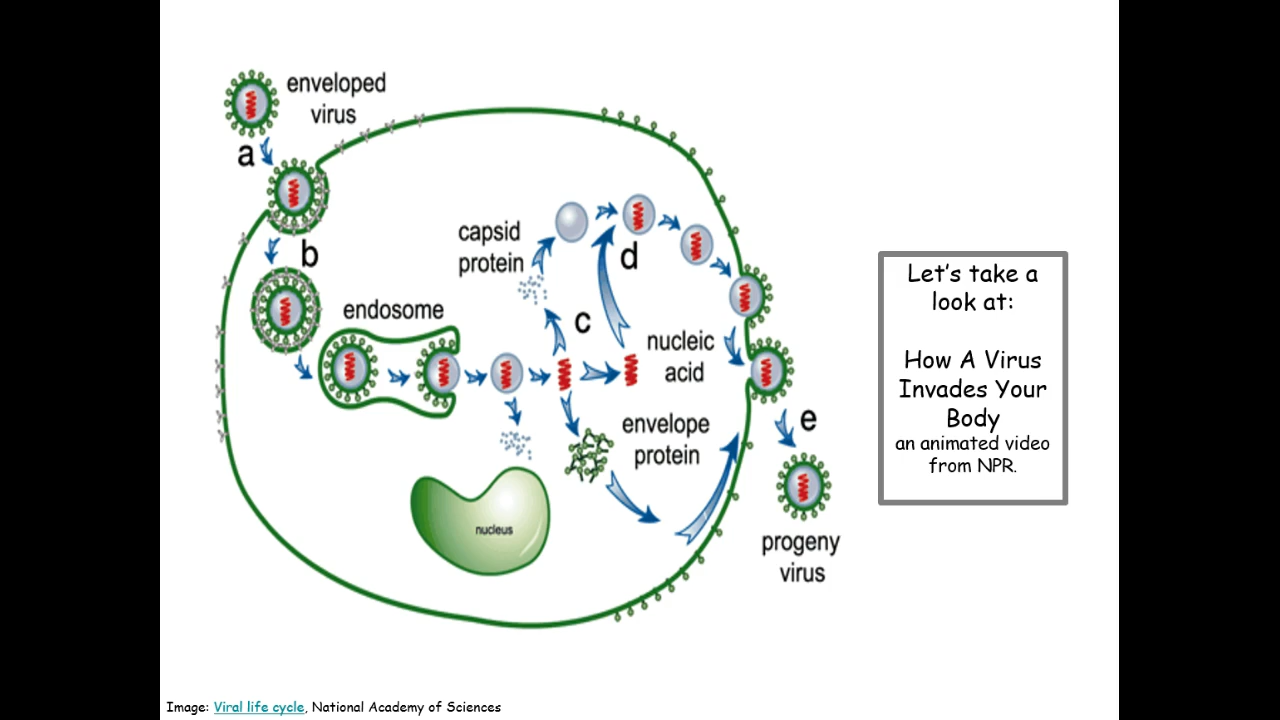 enveloped
virus
a
b
endosome
capsid
protein
d
c
nucleic
acid
envelope
protein
nucleus
e
progeny
virus
Let's take a
look at:
How A Virus
Invades Your
Body
an animated video
from NPR.
Image: Viral life cycle, National Academy of Sciences